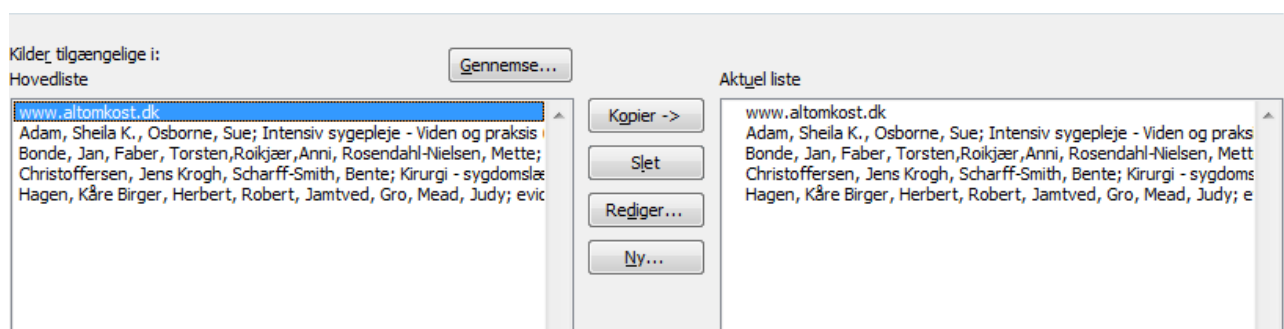 Kilder tilgængelige i:
Hovedliste
Gennemse...
www.altomkost.dk
Adam, Sheila K., Osborne, Sue; Intensiv sygepleje - Viden og praksis
Bonde, Jan, Faber, Torsten,Roikjær,Anni, Rosendahl-Nielsen, Mette;
Christoffersen, Jens Krogh, Scharff-Smith, Bente; Kirurgi - sygdomslæ
Hagen, Kåre Birger, Herbert, Robert, Jamtved, Gro, Mead, Judy; evid
Kopier ->
Slet
Rediger...
Ny...
Aktuel liste
www.altomkost.dk
Adam, Sheila K., Osborne, Sue; Intensiv sygepleje - Viden og praks
Bonde, Jan, Faber, Torsten,Roikjær,Anni, Rosendahl-Nielsen, Mett
Christoffersen, Jens Krogh, Scharff-Smith, Bente; Kirurgi - sygdoms
Hagen, Kåre Birger, Herbert, Robert, Jamtved, Gro, Mead, Judy; e